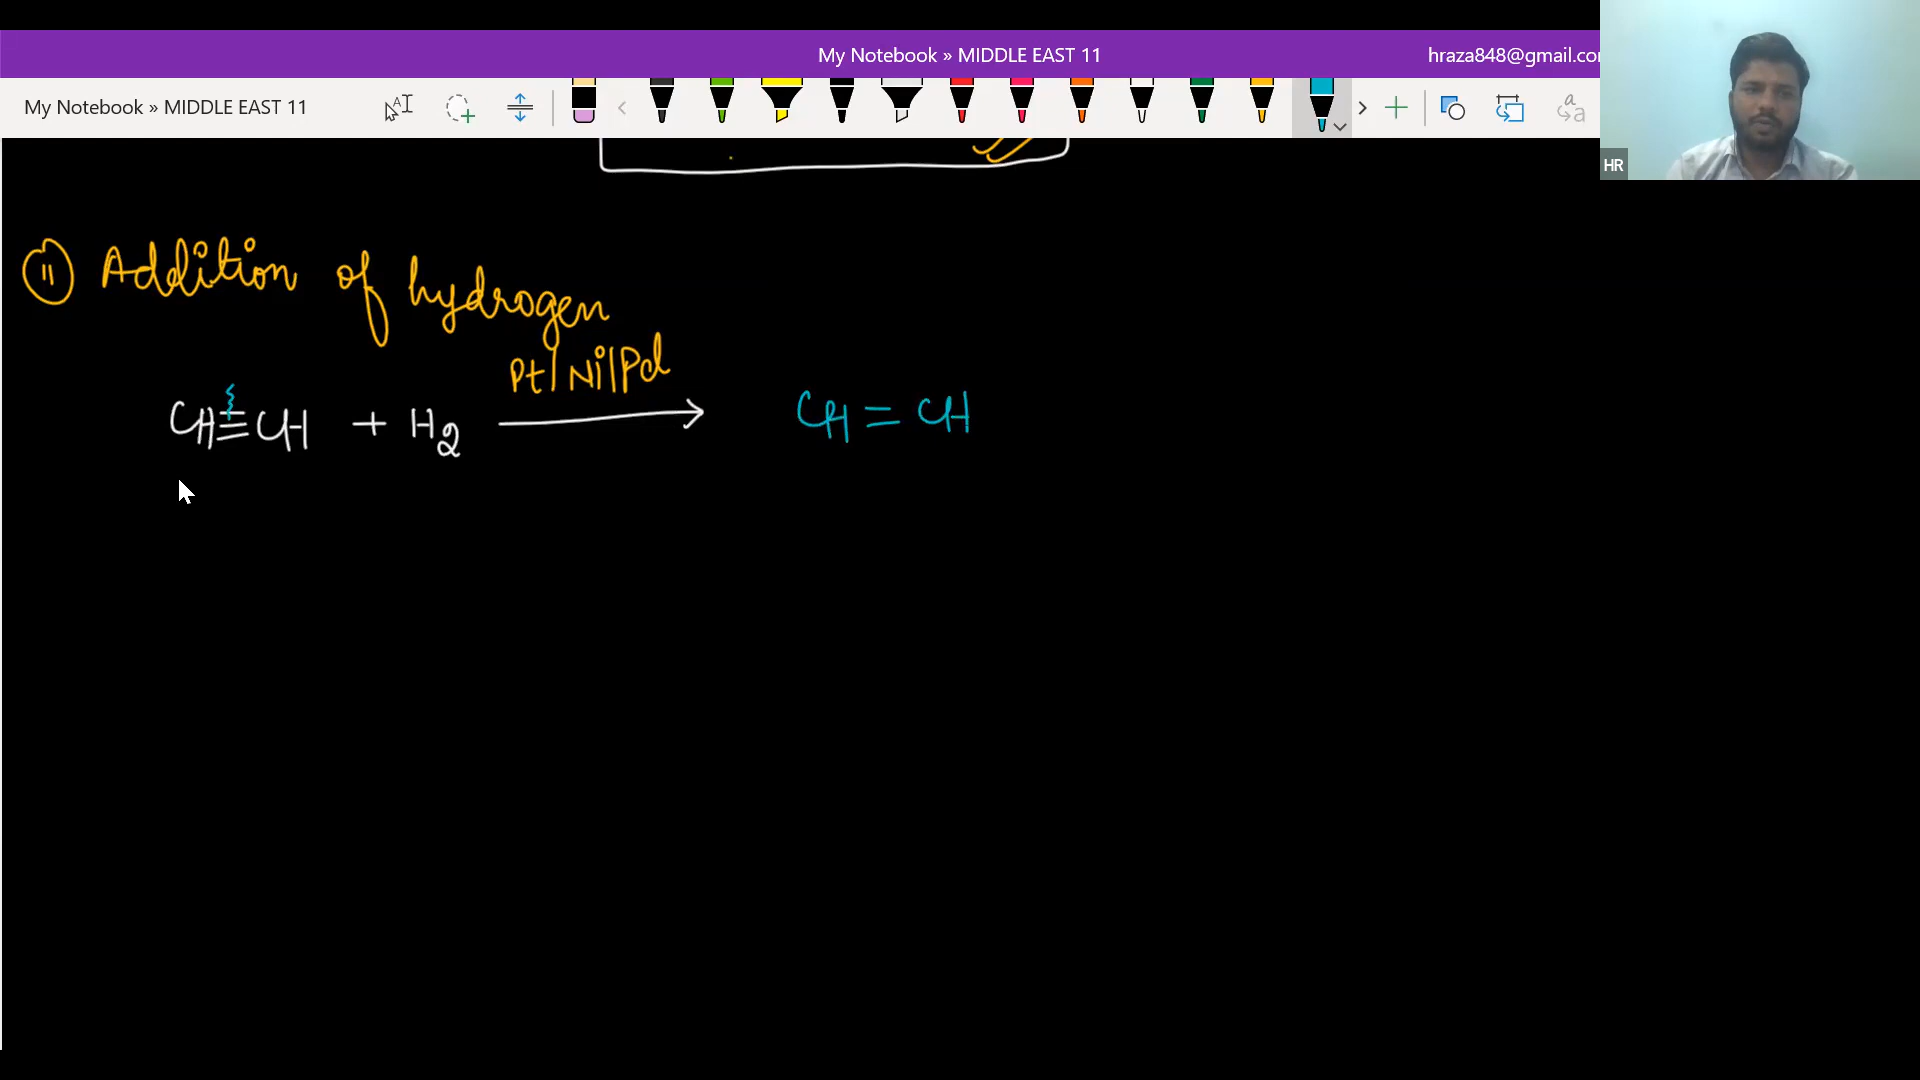 My Notebook » MIDDLE EAST 11
hraza848@gmail.co
My Notebook » MIDDLE EAST 11
HR
(11) Addition of hydrogen
Pt/Ni/Pd
CH≡CH + H₂ ⟶ CH=CH